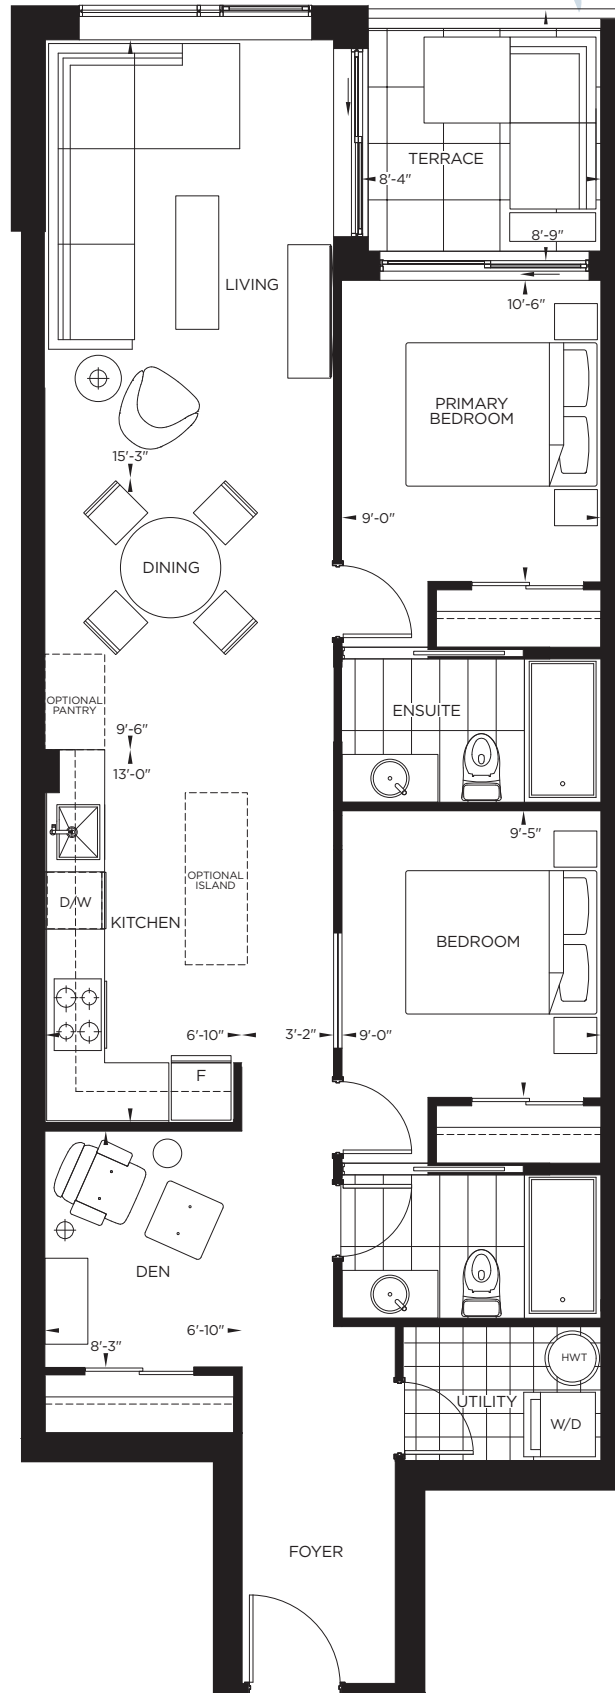 TERRACE
8'-4"
8'-9"
LIVING
10'-6"
PRIMARY
BEDROOM
15'-3"
9'-0"
DINING
OPTIONAL
PANTRY
ENSUITE
9'-6"
13'-0"
9'-5"
OPTIONAL
ISLAND
D/W
KITCHEN
BEDROOM
6'-10"
3'-2"
9'-0"
F
DEN
6'-10"
8'-3"
HWT
UTILITY
W/D
FOYER